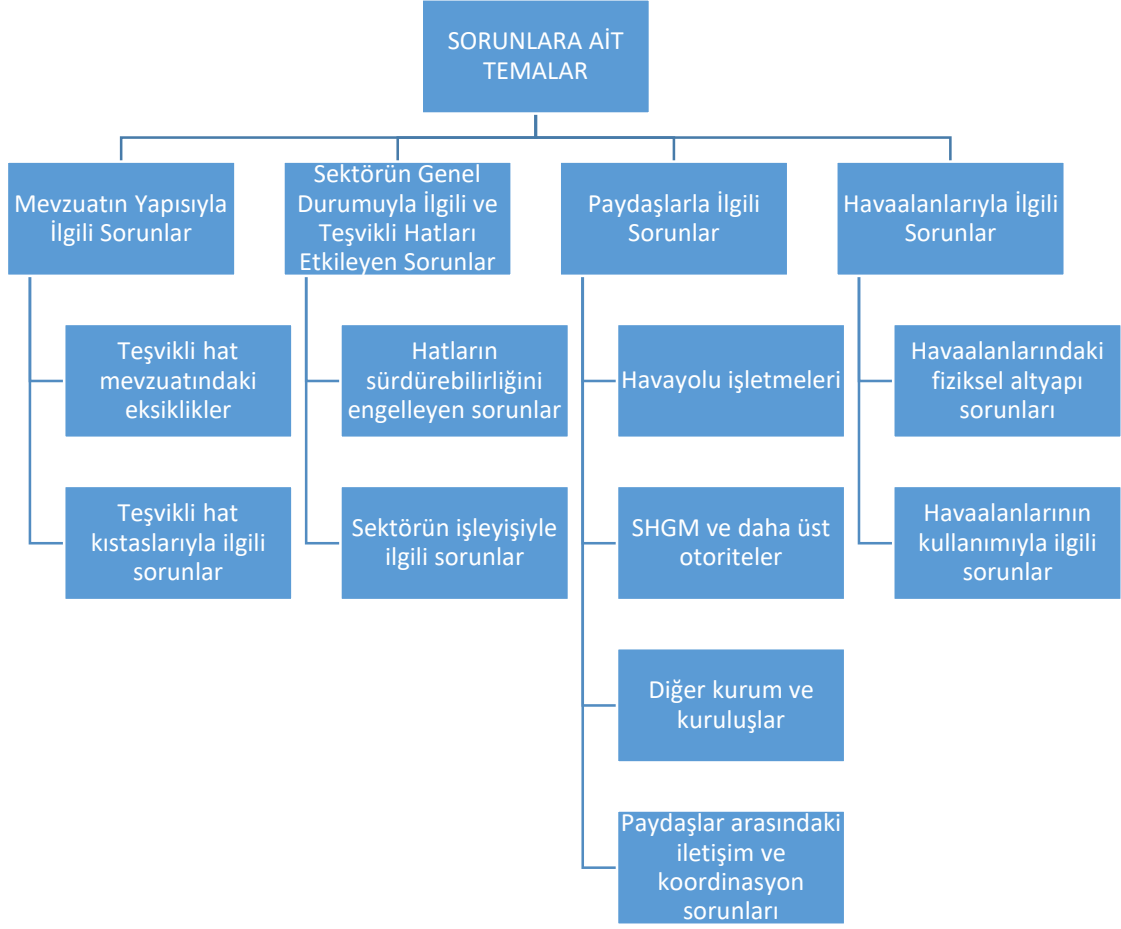 SORUNLARA AİT
TEMALAR
Mevzuatın Yapısıyla
İlgili Sorunlar
Sektörün Genel
Durumuyla İlgili ve
Teşvikli Hatları
Etkileyen Sorunlar
Paydaşlarla İlgili
Sorunlar
Havaalanlarıyla İlgili
Sorunlar
Teşvikli hat
mevzuatındaki
eksiklikler
Hatların
sürdürebilirliğini
engelleyen sorunlar
Havayolu işletmeleri
Havaalanlarındaki
fiziksel altyapı
sorunları
Teşvikli hat
kıstaslarıyla ilgili
sorunlar
Sektörün işleyişiyle
ilgili sorunlar
SHGM ve daha üst
otoriteler
Havaalanlarının
kullanımıyla ilgili
sorunlar
Diğer kurum ve
kuruluşlar
Paydaşlar arasındaki
iletişim ve
koordinasyon
sorunları